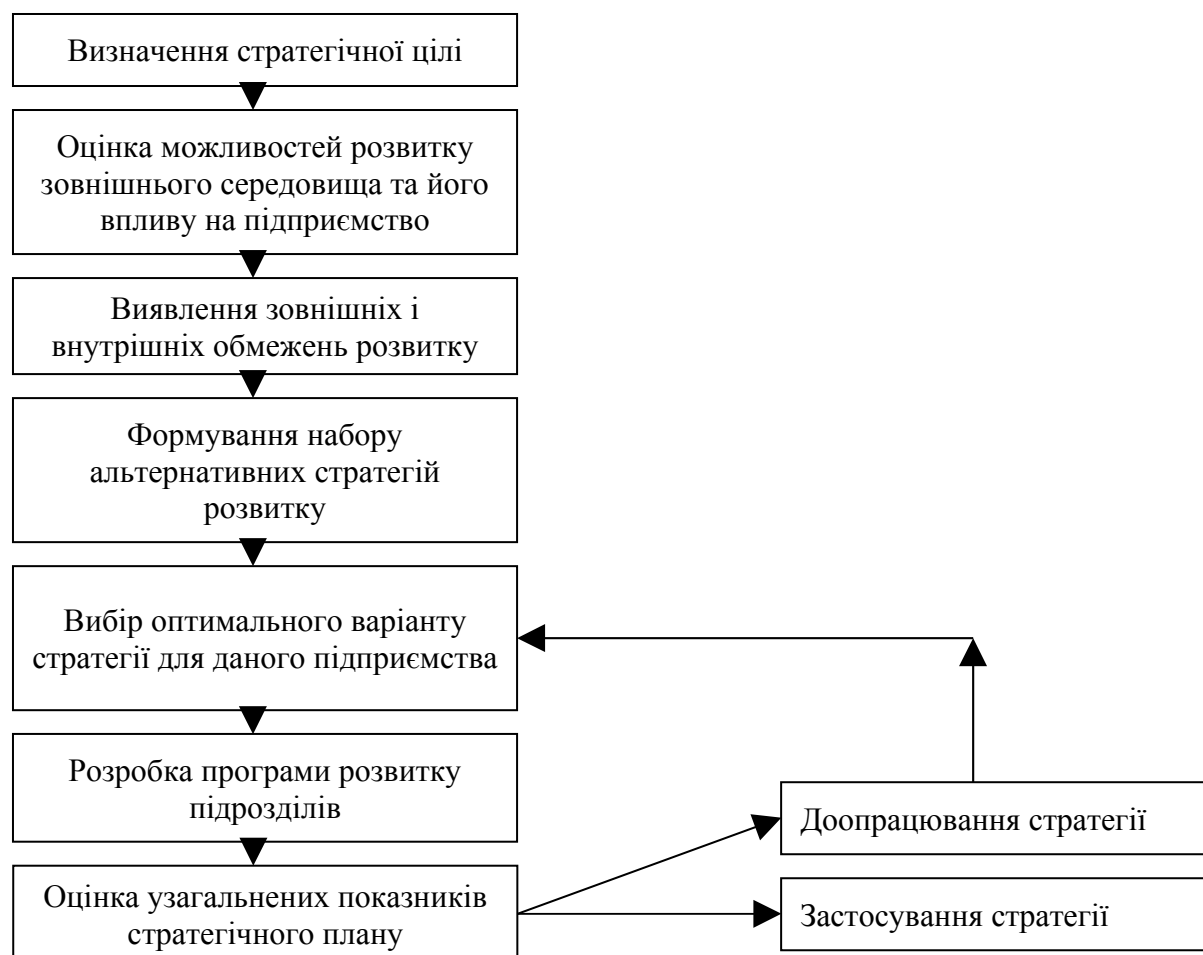 Визначення стратегічної цілі
Оцінка можливостей розвитку
зовнішнього середовища та його
впливу на підприємство
Виявлення зовнішніх і
внутрішніх обмежень розвитку
Формування набору
альтернативних стратегій
розвитку
Вибір оптимального варіанту
стратегії для даного підприємства
Розробка програми розвитку
підрозділів
Доопрацювання стратегії
Оцінка узагальнених показників
стратегічного плану
Застосування стратегії